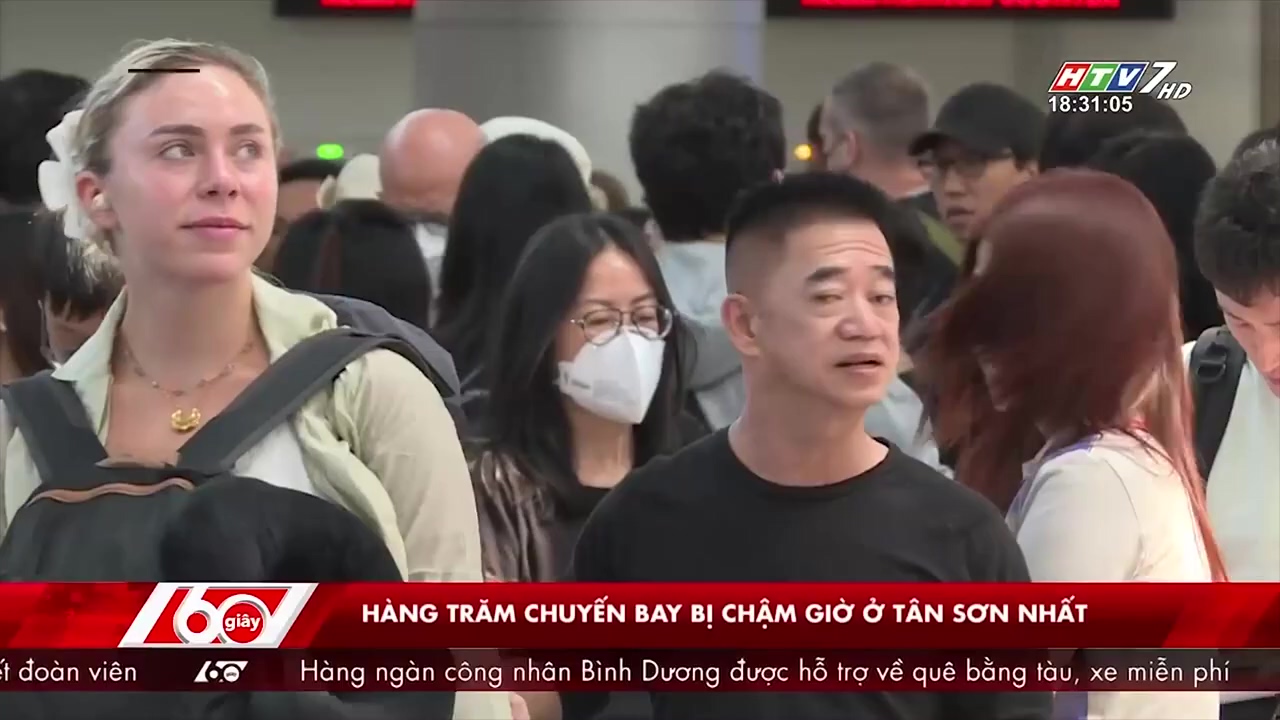 HTV7 HD
18:31:05
60 giây
HÀNG TRĂM CHUYẾN BAY BỊ CHẬM GIỜ Ở TÂN SƠN NHẤT
ết đoàn viên 60 giây Hàng ngàn công nhân Bình Dương được hỗ trợ về quê bằng tàu, xe miễn phí